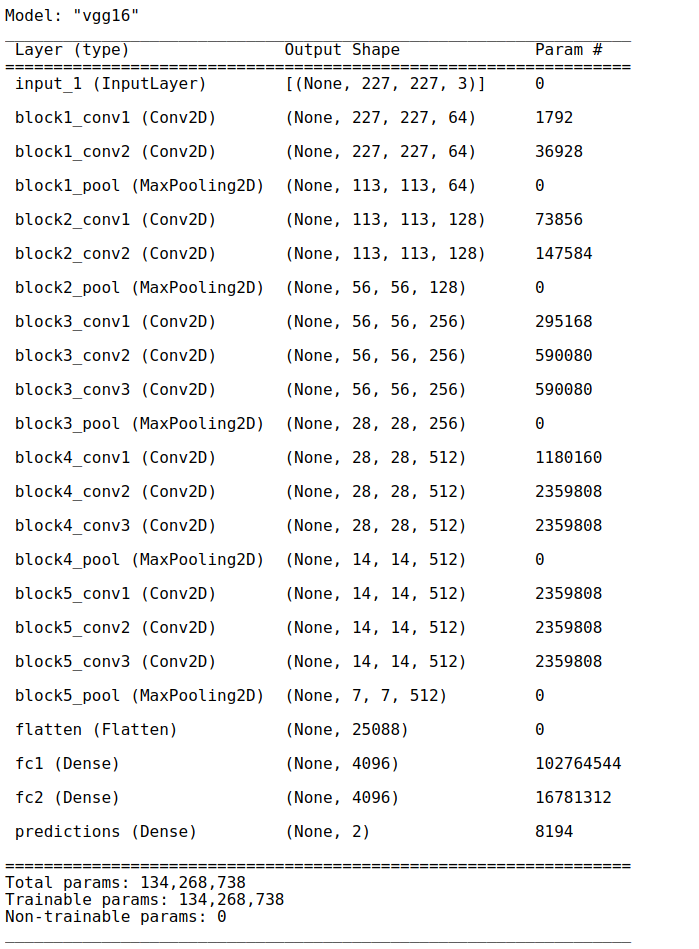 Model: "vgg16"
_________________________________________________________________
Layer (type) Output Shape Param #
=================================================================
input_1 (InputLayer) [(None, 227, 227, 3)] 0
block1_conv1 (Conv2D) (None, 227, 227, 64) 1792
block1_conv2 (Conv2D) (None, 227, 227, 64) 36928
block1_pool (MaxPooling2D) (None, 113, 113, 64) 0
block2_conv1 (Conv2D) (None, 113, 113, 128) 73856
block2_conv2 (Conv2D) (None, 113, 113, 128) 147584
block2_pool (MaxPooling2D) (None, 56, 56, 128) 0
block3_conv1 (Conv2D) (None, 56, 56, 256) 295168
block3_conv2 (Conv2D) (None, 56, 56, 256) 590080
block3_conv3 (Conv2D) (None, 56, 56, 256) 590080
block3_pool (MaxPooling2D) (None, 28, 28, 256) 0
block4_conv1 (Conv2D) (None, 28, 28, 512) 1180160
block4_conv2 (Conv2D) (None, 28, 28, 512) 2359808
block4_conv3 (Conv2D) (None, 28, 28, 512) 2359808
block4_pool (MaxPooling2D) (None, 14, 14, 512) 0
block5_conv1 (Conv2D) (None, 14, 14, 512) 2359808
block5_conv2 (Conv2D) (None, 14, 14, 512) 2359808
block5_conv3 (Conv2D) (None, 14, 14, 512) 2359808
block5_pool (MaxPooling2D) (None, 7, 7, 512) 0
flatten (Flatten) (None, 25088) 0
fc1 (Dense) (None, 4096) 102764544
fc2 (Dense) (None, 4096) 16781312
predictions (Dense) (None, 2) 8194
=================================================================
Total params: 134,268,738
Trainable params: 134,268,738
Non-trainable params: 0
_________________________________________________________________